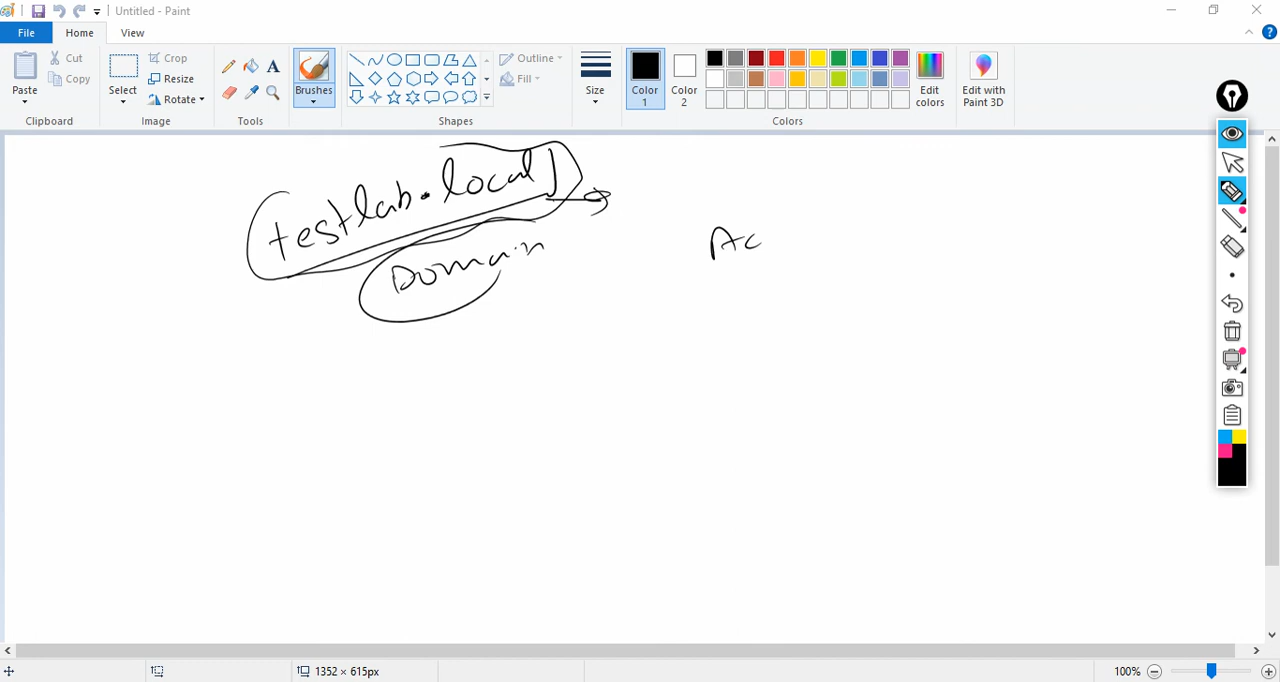 Untitled - Paint
File Home View
Paste
Cut
Copy
Clipboard
Select
Crop
Resize
Rotate
Image
A
Tools
Brushes
Shapes
Outline
Fill
Size
Color 1
Color 2
Edit colors
Colors
Edit with Paint 3D
testlab.local
Domain
Ac
1352 × 615px
100%